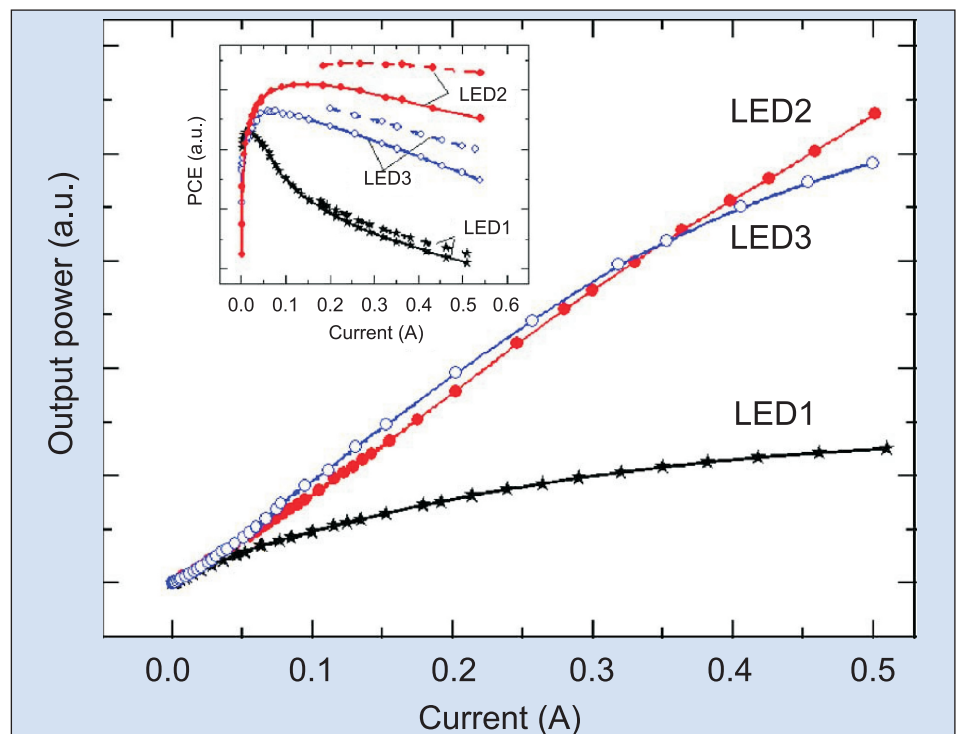 Output power (a.u.)
LED2
LED3
LED1
0.0 0.1 0.2 0.3 0.4 0.5
Current (A)
PCE (a.u.)
LED2
LED3
LED1
0.0 0.1 0.2 0.3 0.4 0.5 0.6
Current (A)